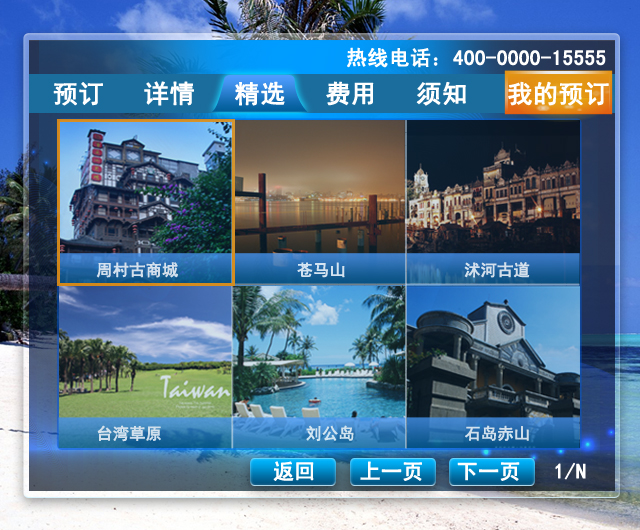 热线电话：400-0000-15555
预订 详情 精选 费用 须知 我的预订
周村古商城 苍马山 沭河古道
Taiwan
台湾草原 刘公岛 石岛赤山
返回 上一页 下一页 1/N